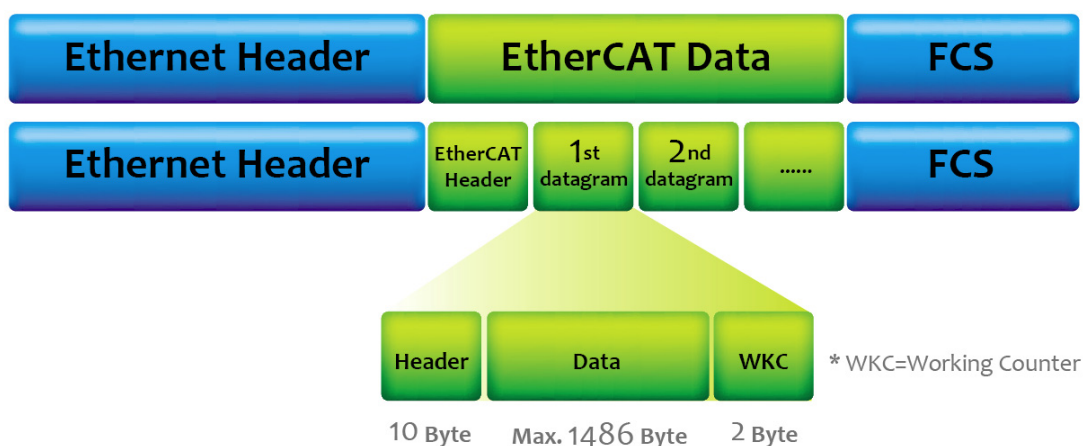 Ethernet Header EtherCAT Data FCS
Ethernet Header EtherCAT Header 1st datagram 2nd datagram ...... FCS
Header Data WKC * WKC=Working Counter
10 Byte Max. 1486 Byte 2 Byte